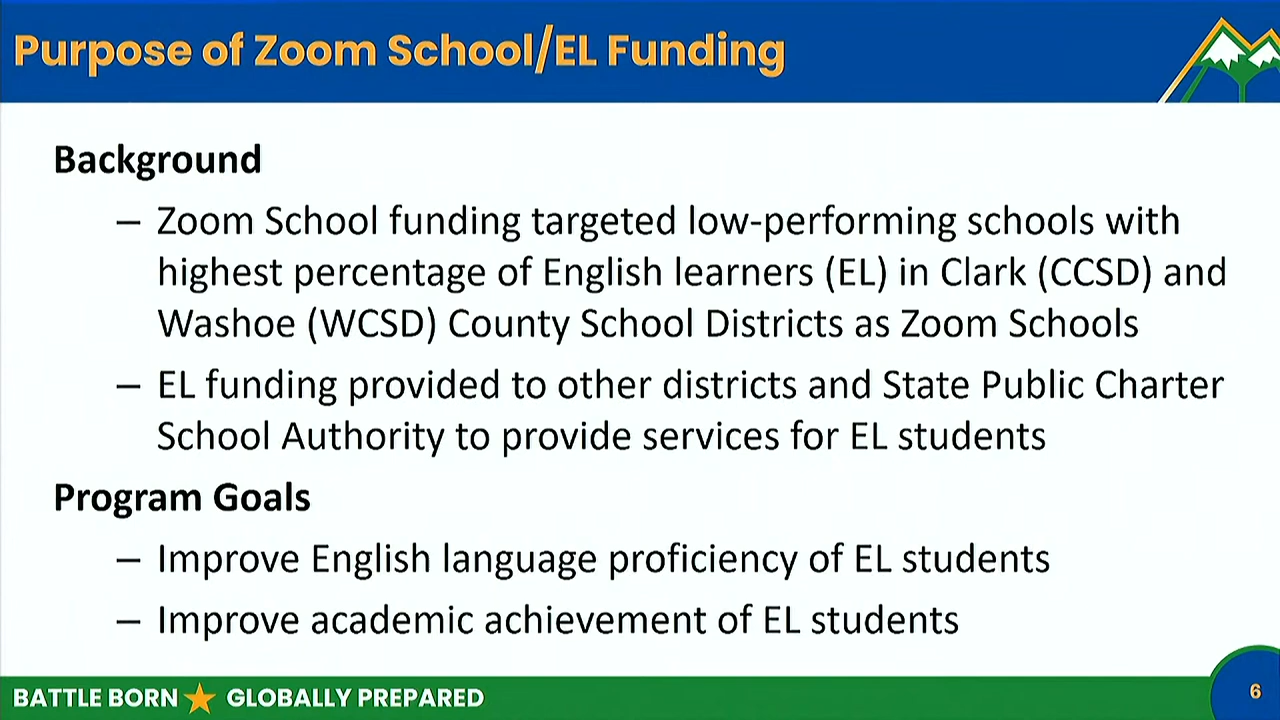 Purpose of Zoom School/EL Funding
Background
– Zoom School funding targeted low-performing schools with
highest percentage of English learners (EL) in Clark (CCSD) and
Washoe (WCSD) County School Districts as Zoom Schools
– EL funding provided to other districts and State Public Charter
School Authority to provide services for EL students
Program Goals
– Improve English language proficiency of EL students
– Improve academic achievement of EL students
BATTLE BORN ★ GLOBALLY PREPARED
6